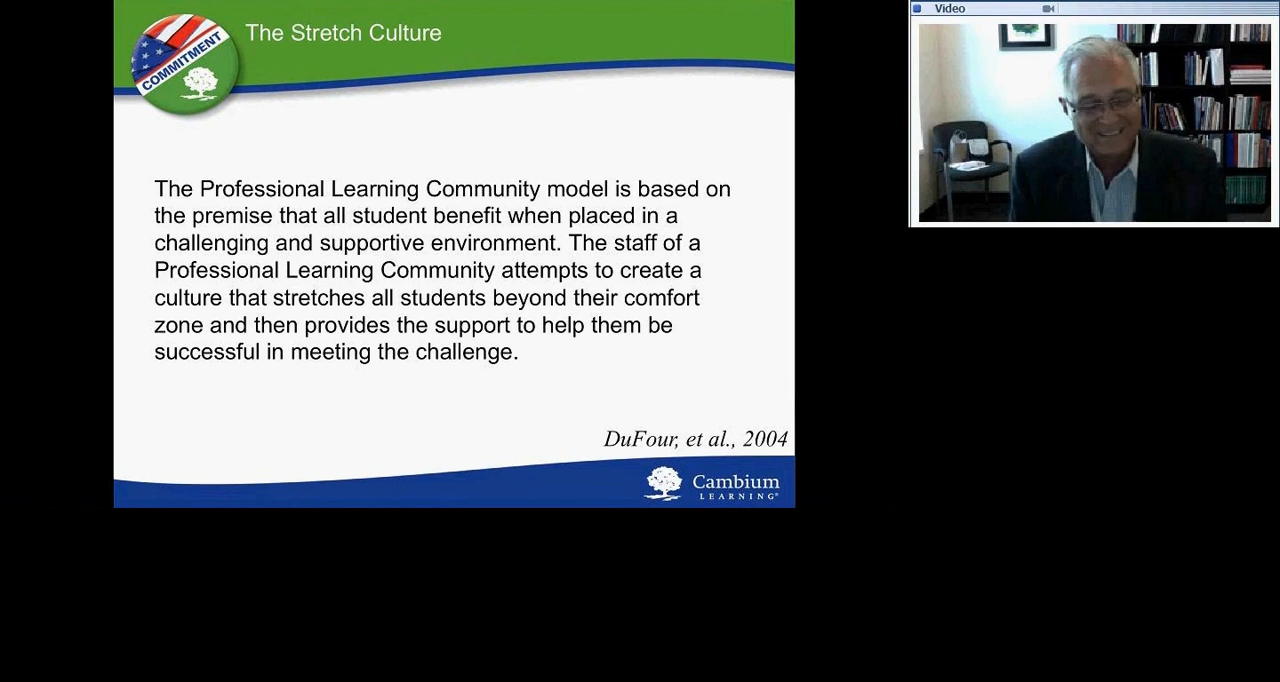 The Stretch Culture
COMMITMENT
Video
The Professional Learning Community model is based on
the premise that all student benefit when placed in a
challenging and supportive environment. The staff of a
Professional Learning Community attempts to create a
culture that stretches all students beyond their comfort
zone and then provides the support to help them be
successful in meeting the challenge.
DuFour, et al., 2004
Cambium
LEARNING®